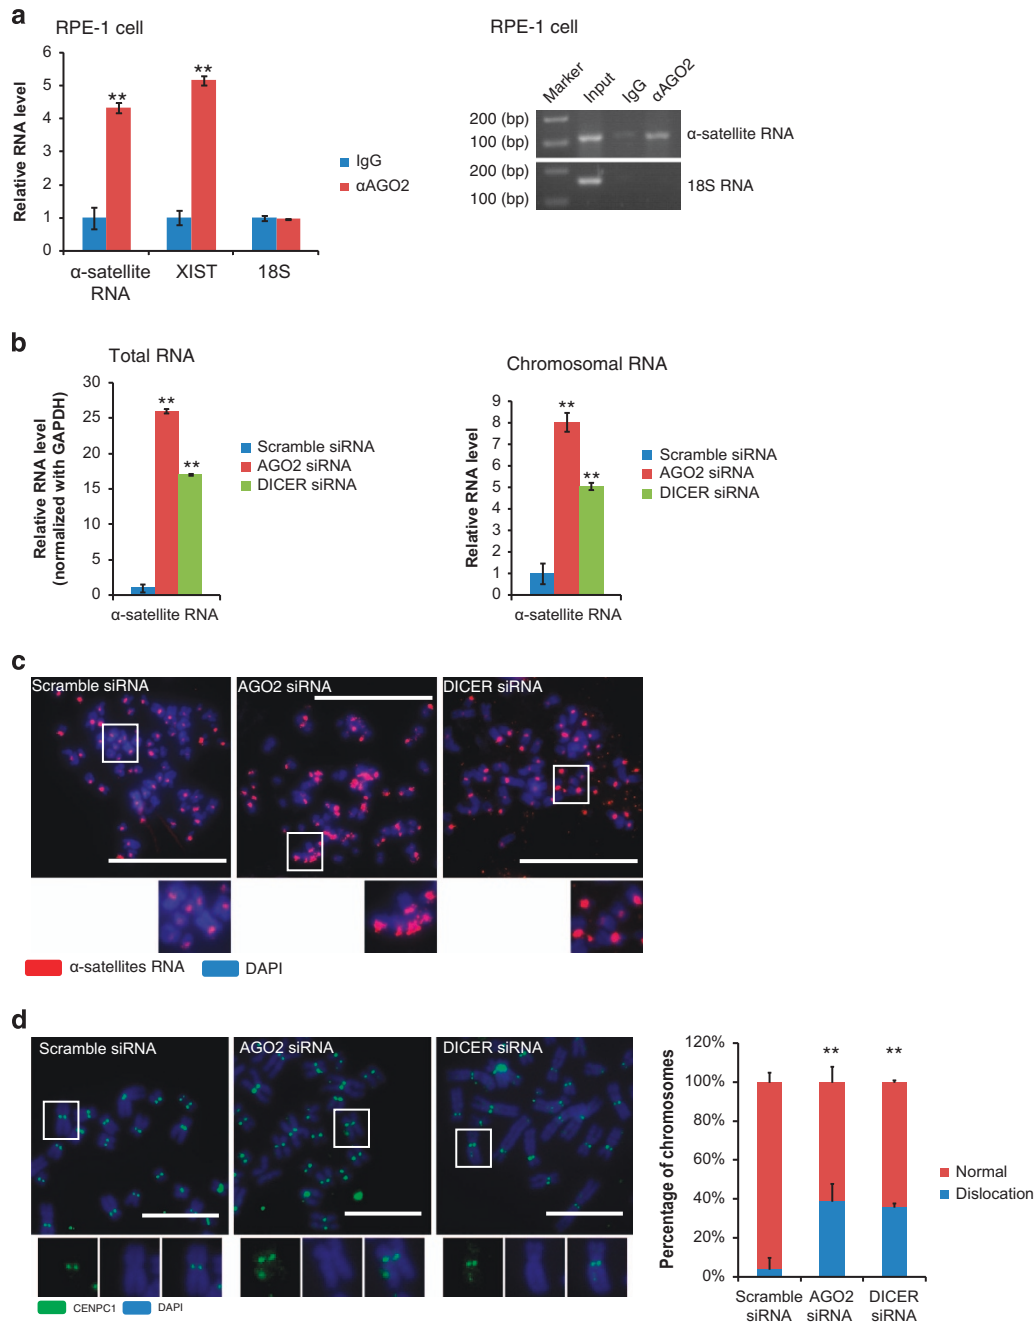 a
RPE-1 cell
Relative RNA level
6
5
4
3
2
1
0
**
**
α-satellite RNA
XIST
18S
IgG
αAGO2
RPE-1 cell
Marker
Input
IgG
αAGO2
200 (bp)
100 (bp)
α-satellite RNA
200 (bp)
100 (bp)
18S RNA
b
Total RNA
Relative RNA level
(normalized with GAPDH)
30
25
20
15
10
5
0
**
**
α-satellite RNA
Scramble siRNA
AGO2 siRNA
DICER siRNA
Chromosomal RNA
Relative RNA level
9
8
7
6
5
4
3
2
1
0
**
**
α-satellite RNA
Scramble siRNA
AGO2 siRNA
DICER siRNA
c
Scramble siRNA
AGO2 siRNA
DICER siRNA
α-satellites RNA
DAPI
d
Scramble siRNA
AGO2 siRNA
DICER siRNA
CENPC1
DAPI
Percentage of chromosomes
120%
100%
80%
60%
40%
20%
0%
**
**
Scramble siRNA
AGO2 siRNA
DICER siRNA
Normal
Dislocation